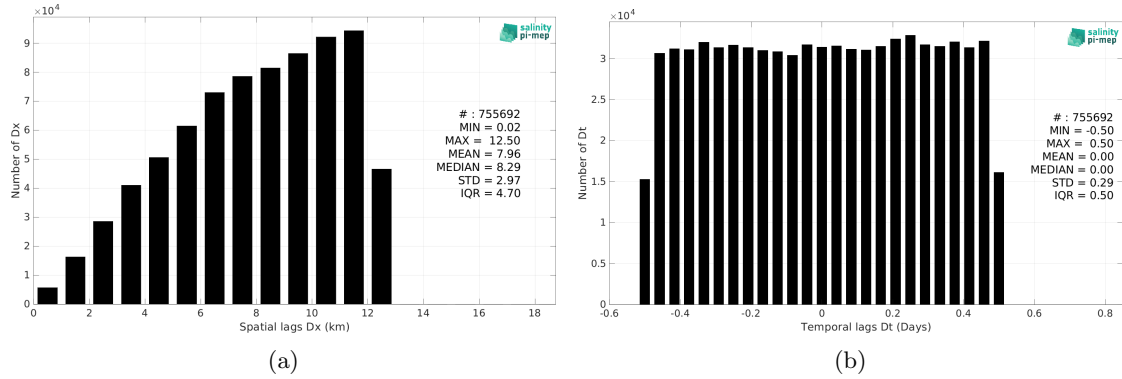 ×10⁴
9
8
7
6
5
4
3
2
1
0
Number of Dx
0 2 4 6 8 10 12 14 16 18
Spatial lags Dx (km)
salinity
pi-mep
# : 755692
MIN = 0.02
MAX = 12.50
MEAN = 7.96
MEDIAN = 8.29
STD = 2.97
IQR = 4.70
(a)
×10⁴
3
2.5
2
1.5
1
0.5
0
Number of Dt
-0.6 -0.4 -0.2 0 0.2 0.4 0.6 0.8
Temporal lags Dt (Days)
salinity
pi-mep
# : 755692
MIN = -0.50
MAX = 0.50
MEAN = 0.00
MEDIAN = 0.00
STD = 0.29
IQR = 0.50
(b)